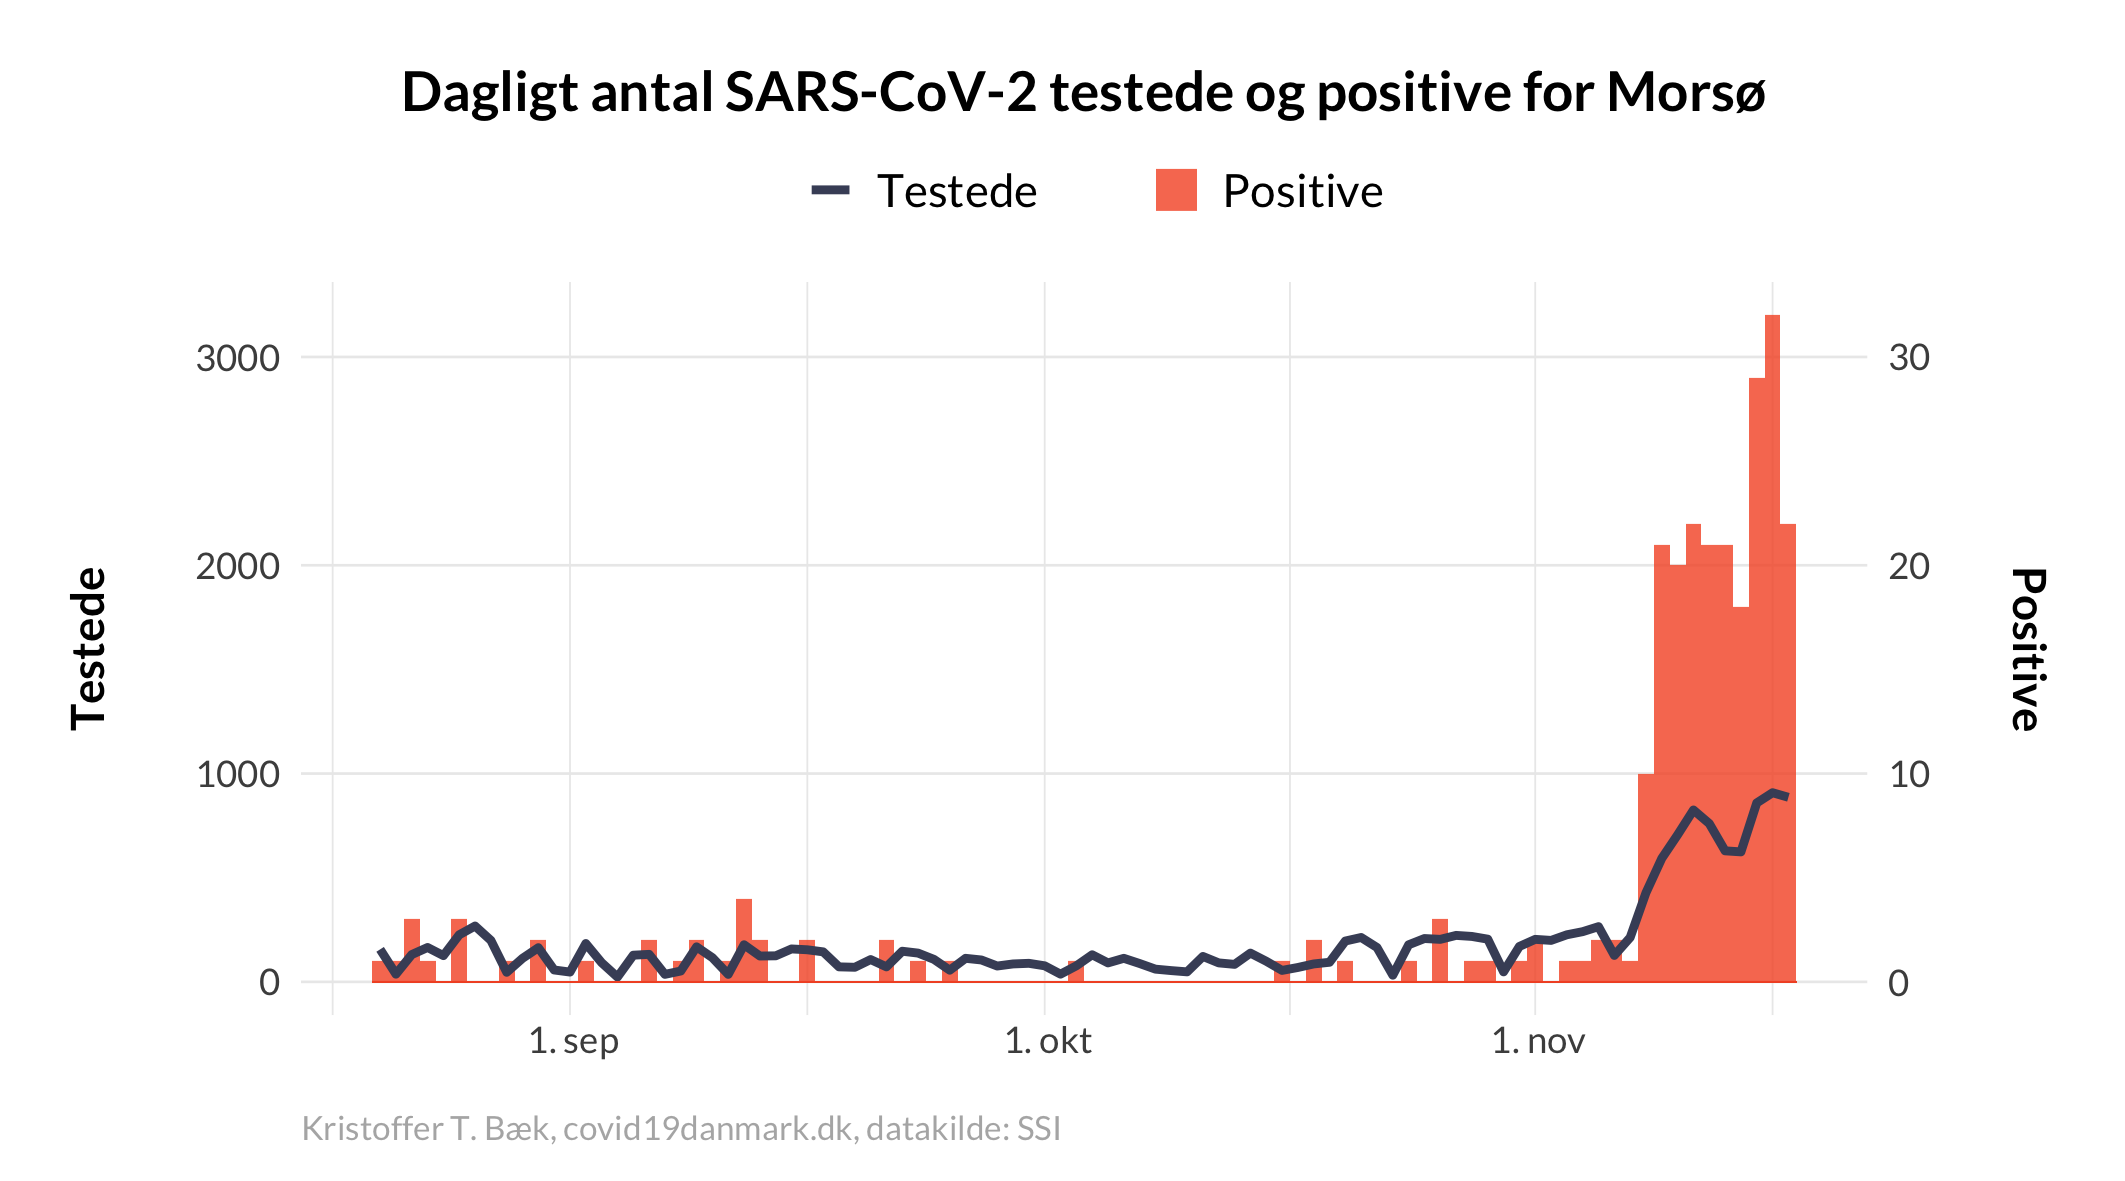 Dagligt antal SARS-CoV-2 testede og positive for Morsø
Testede
Positive
3000
2000
1000
0
30
20
10
0
Testede
Positive
1. sep
1. okt
1. nov
Kristoffer T. Bæk, covid19danmark.dk, datakilde: SSI